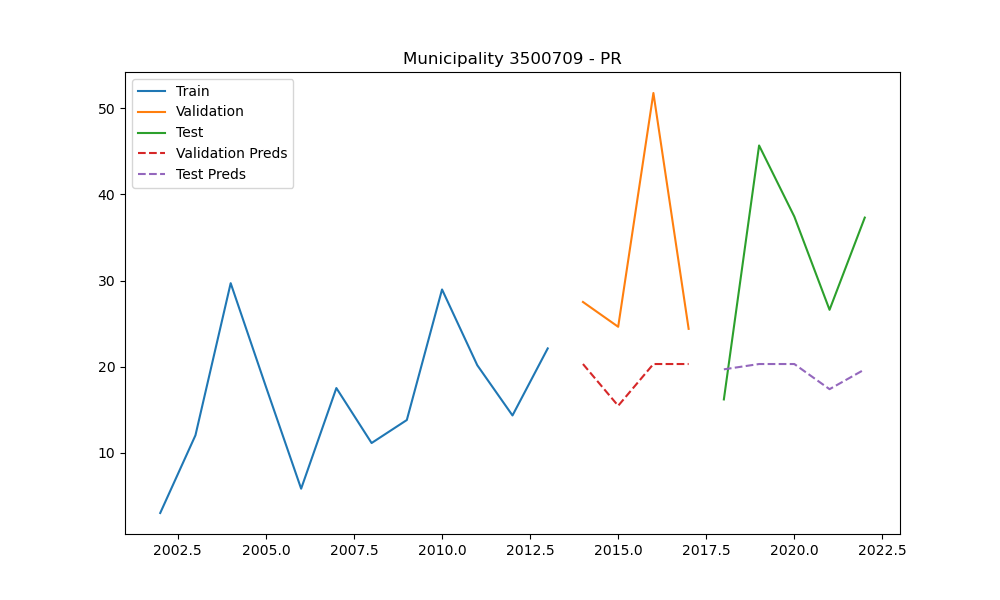 Municipality 3500709 - PR
Train
Validation
Test
Validation Preds
Test Preds
50
40
30
20
10
2002.5 2005.0 2007.5 2010.0 2012.5 2015.0 2017.5 2020.0 2022.5